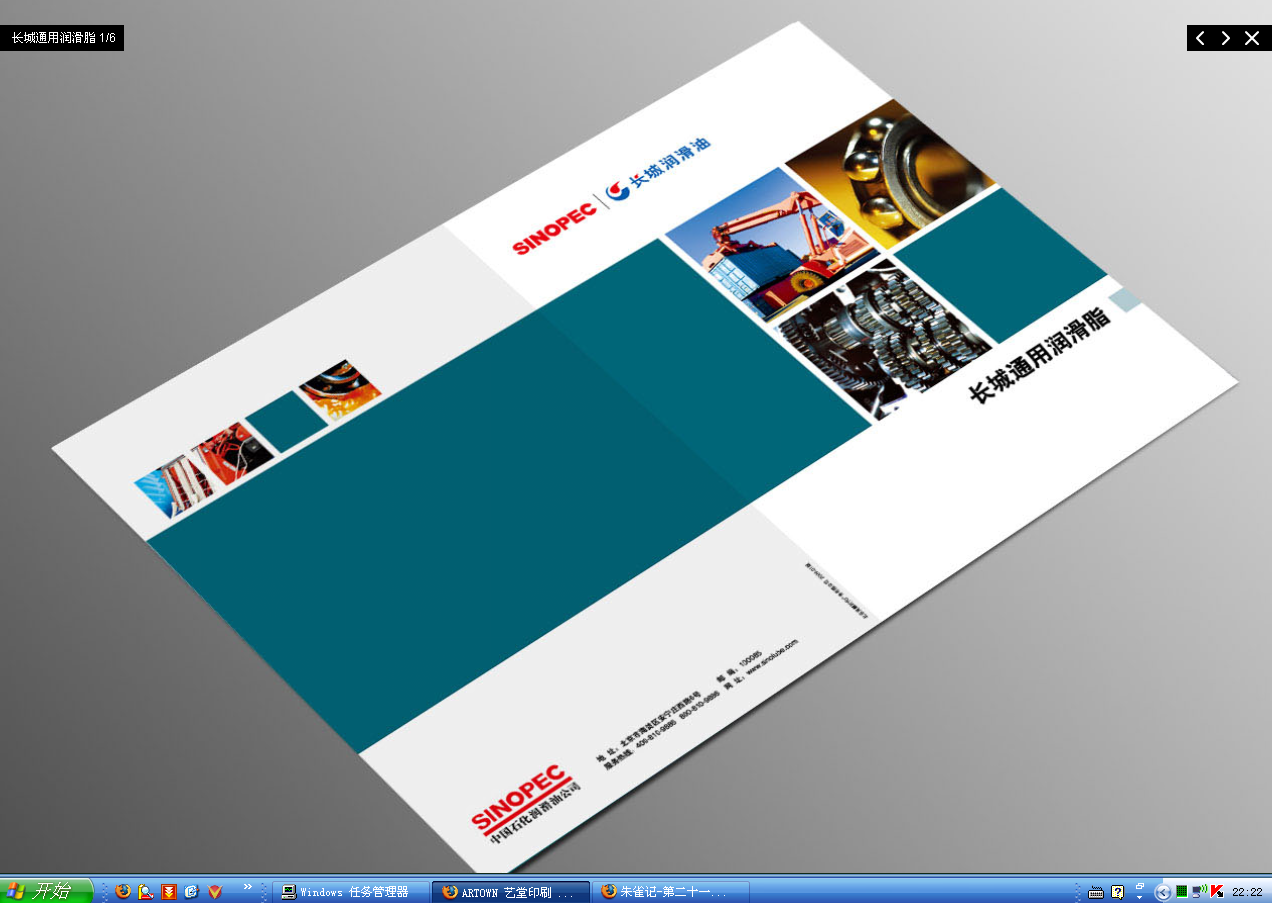 长城通用润滑脂 1/6
SINOPEC
长城润滑油
长城通用润滑脂
地 址：北京市海淀区安宁庄西路6号 邮 编：100085
服务热线：400-810-9886 800-810-9886 网 址：www.sinolube.com
SINOPEC
中国石化润滑油公司
开始
Windows 任务管理器
ARTOWN 艺堂印刷 ...
朱雀记-第二十一...
22:22